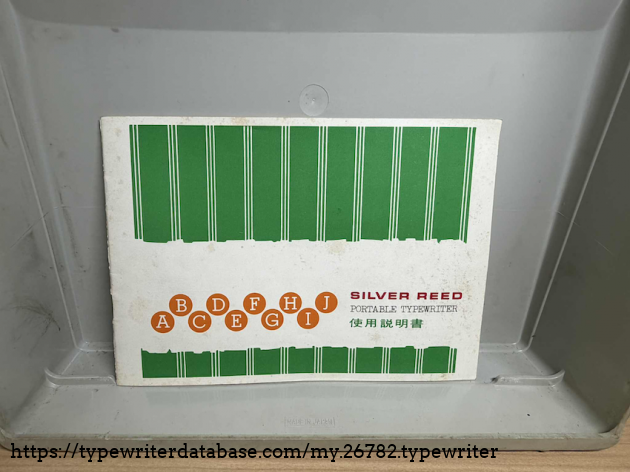 B D F H J
A C E G I
SILVER REED
PORTABLE TYPEWRITER
使用説明書
https://typewriterdatabase.com/my.26782.typewriter